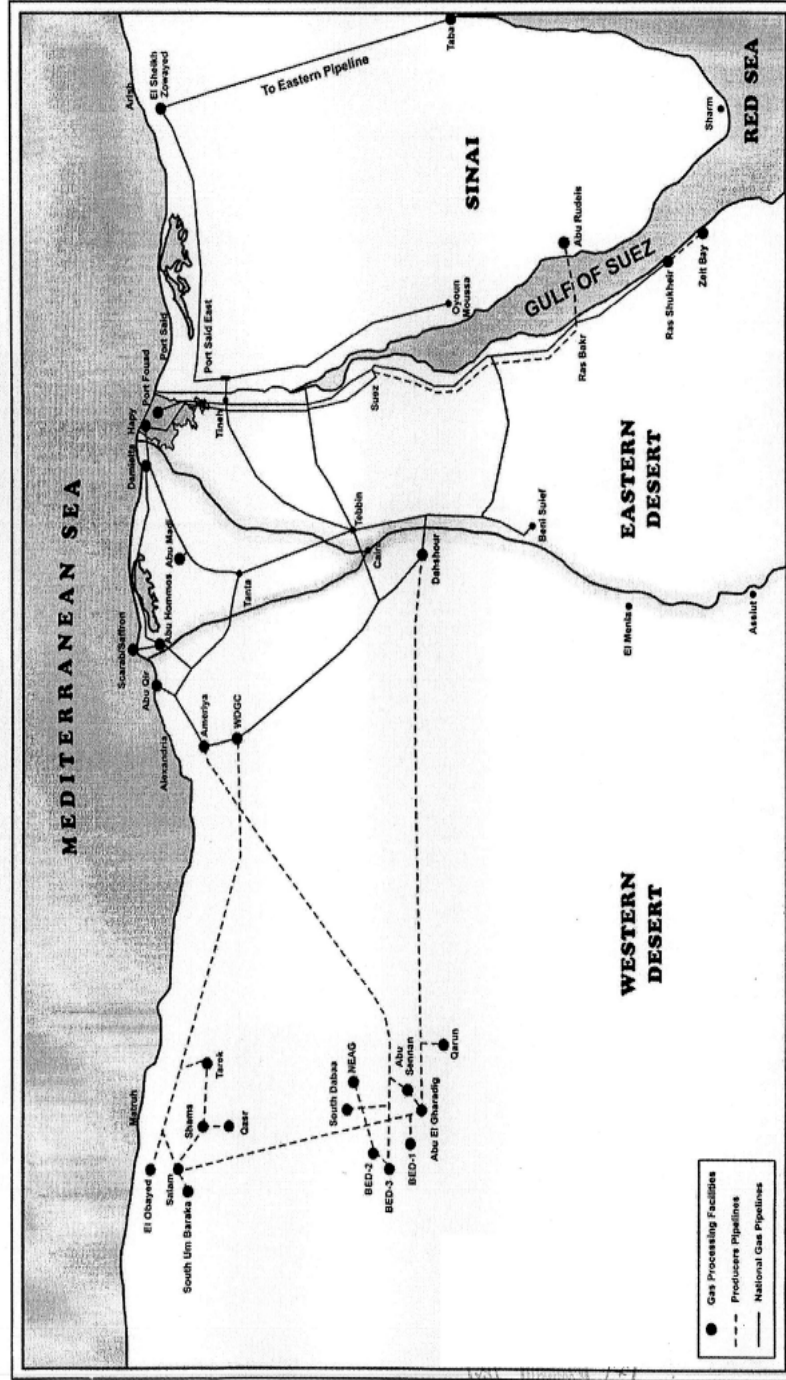 MEDITERRANEAN SEA
Matruh
El Obayed
Salam
South Um Baraka
Shams
Tarek
Qasr
South Dabaa
NEAG
BED-2
BED-3
BED-1
Abu
Sennan
Abu El Gharadig
Qarun
Alexandria
Ameriya
WDGC
Abu Qir
Scarab/Saffron
Abu Hommos
Abu Madi
Tanta
Damietta
Hapy
Port Fouad
Port Said
Port Said East
Tineh
Arish
El Sheikh
Zowayed
To Eastern Pipeline
Taba
SINAI
Cairo
Tebbin
Dahshour
Beni Suief
Suez
Oyoun
Moussa
Abu Rudeis
GULF OF SUEZ
Ras Bakr
Ras Shukheir
Zeit Bay
Sharm
RED SEA
WESTERN
DESERT
EASTERN
DESERT
El Menia
Assiut
Gas Processing Facilities
Producers Pipelines
National Gas Pipelines